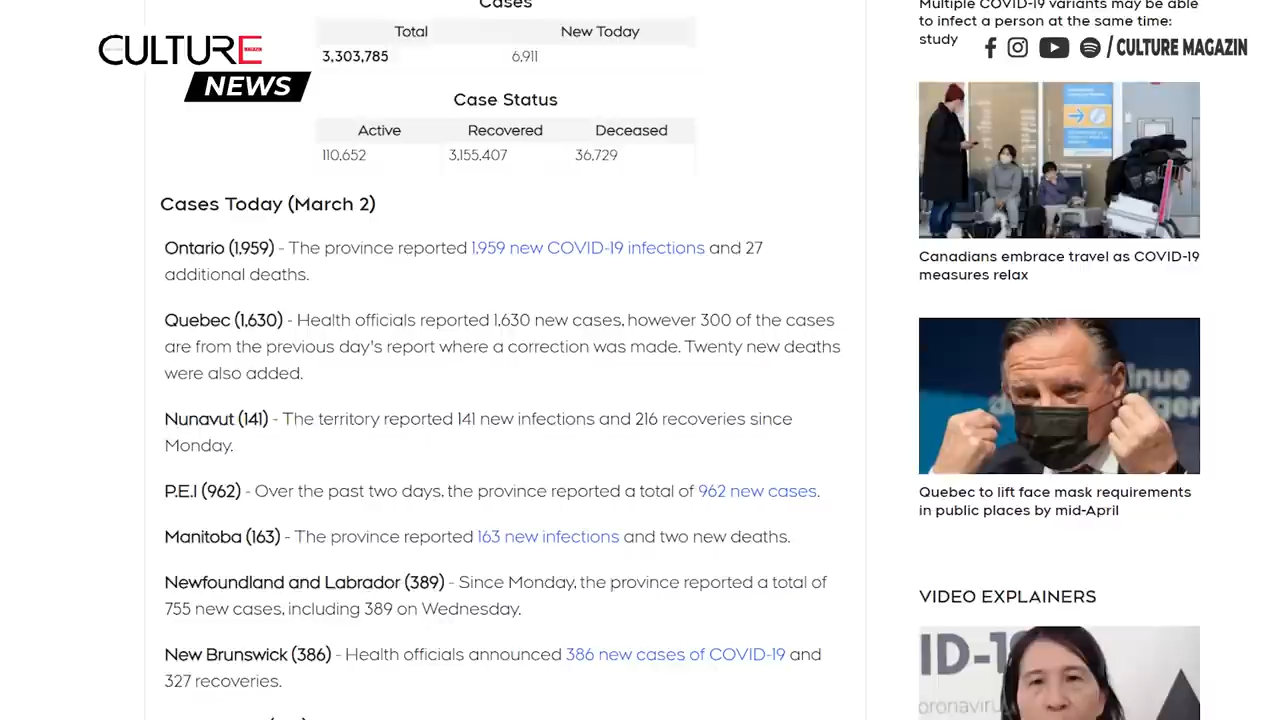 Cases
Total New Today
3,303,785 6,911
Case Status
Active Recovered Deceased
110,652 3,155,407 36,729
Cases Today (March 2)
Ontario (1,959) - The province reported 1,959 new COVID-19 infections and 27
additional deaths.
Quebec (1,630) - Health officials reported 1,630 new cases, however 300 of the cases
are from the previous day's report where a correction was made. Twenty new deaths
were also added.
Nunavut (141) - The territory reported 141 new infections and 216 recoveries since
Monday.
P.E.I (962) - Over the past two days, the province reported a total of 962 new cases.
Manitoba (163) - The province reported 163 new infections and two new deaths.
Newfoundland and Labrador (389) - Since Monday, the province reported a total of
755 new cases, including 389 on Wednesday.
New Brunswick (386) - Health officials announced 386 new cases of COVID-19 and
327 recoveries.
CULTURE
NEWS
Multiple COVID-19 variants may be able
to infect a person at the same time:
study
/ CULTURE MAGAZIN
Canadians embrace travel as COVID-19
measures relax
Quebec to lift face mask requirements
in public places by mid-April
VIDEO EXPLAINERS